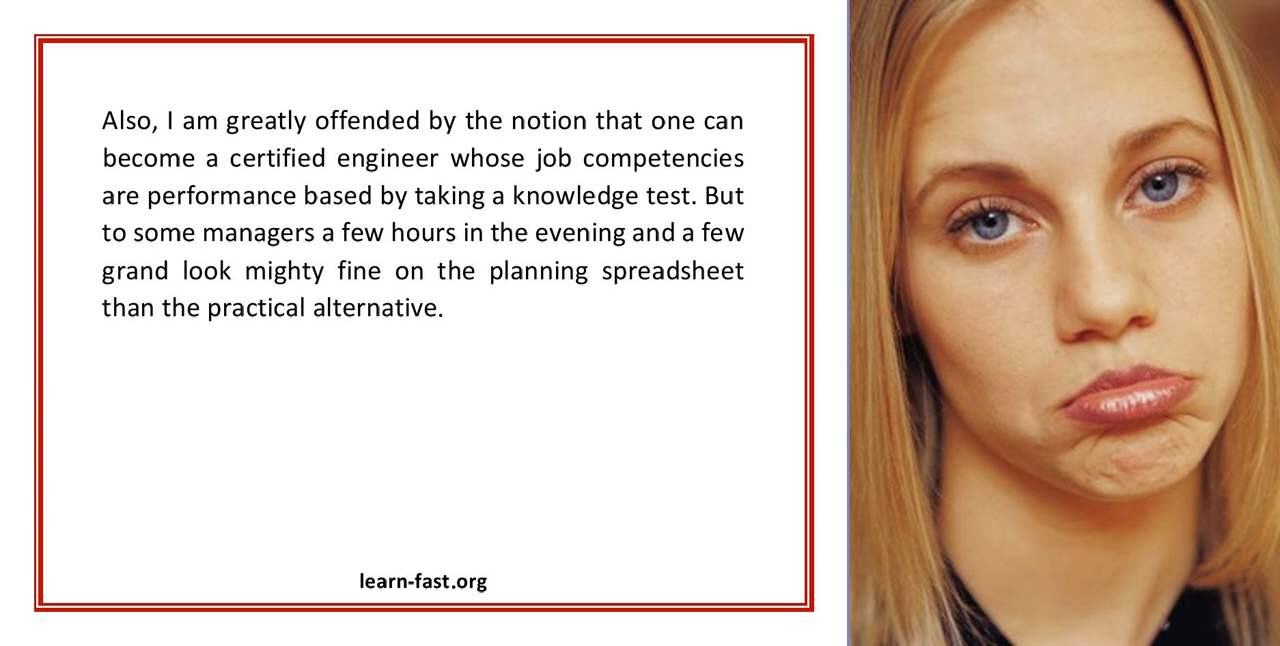 Also, I am greatly offended by the notion that one can
become a certified engineer whose job competencies
are performance based by taking a knowledge test. But
to some managers a few hours in the evening and a few
grand look mighty fine on the planning spreadsheet
than the practical alternative.
learn-fast.org